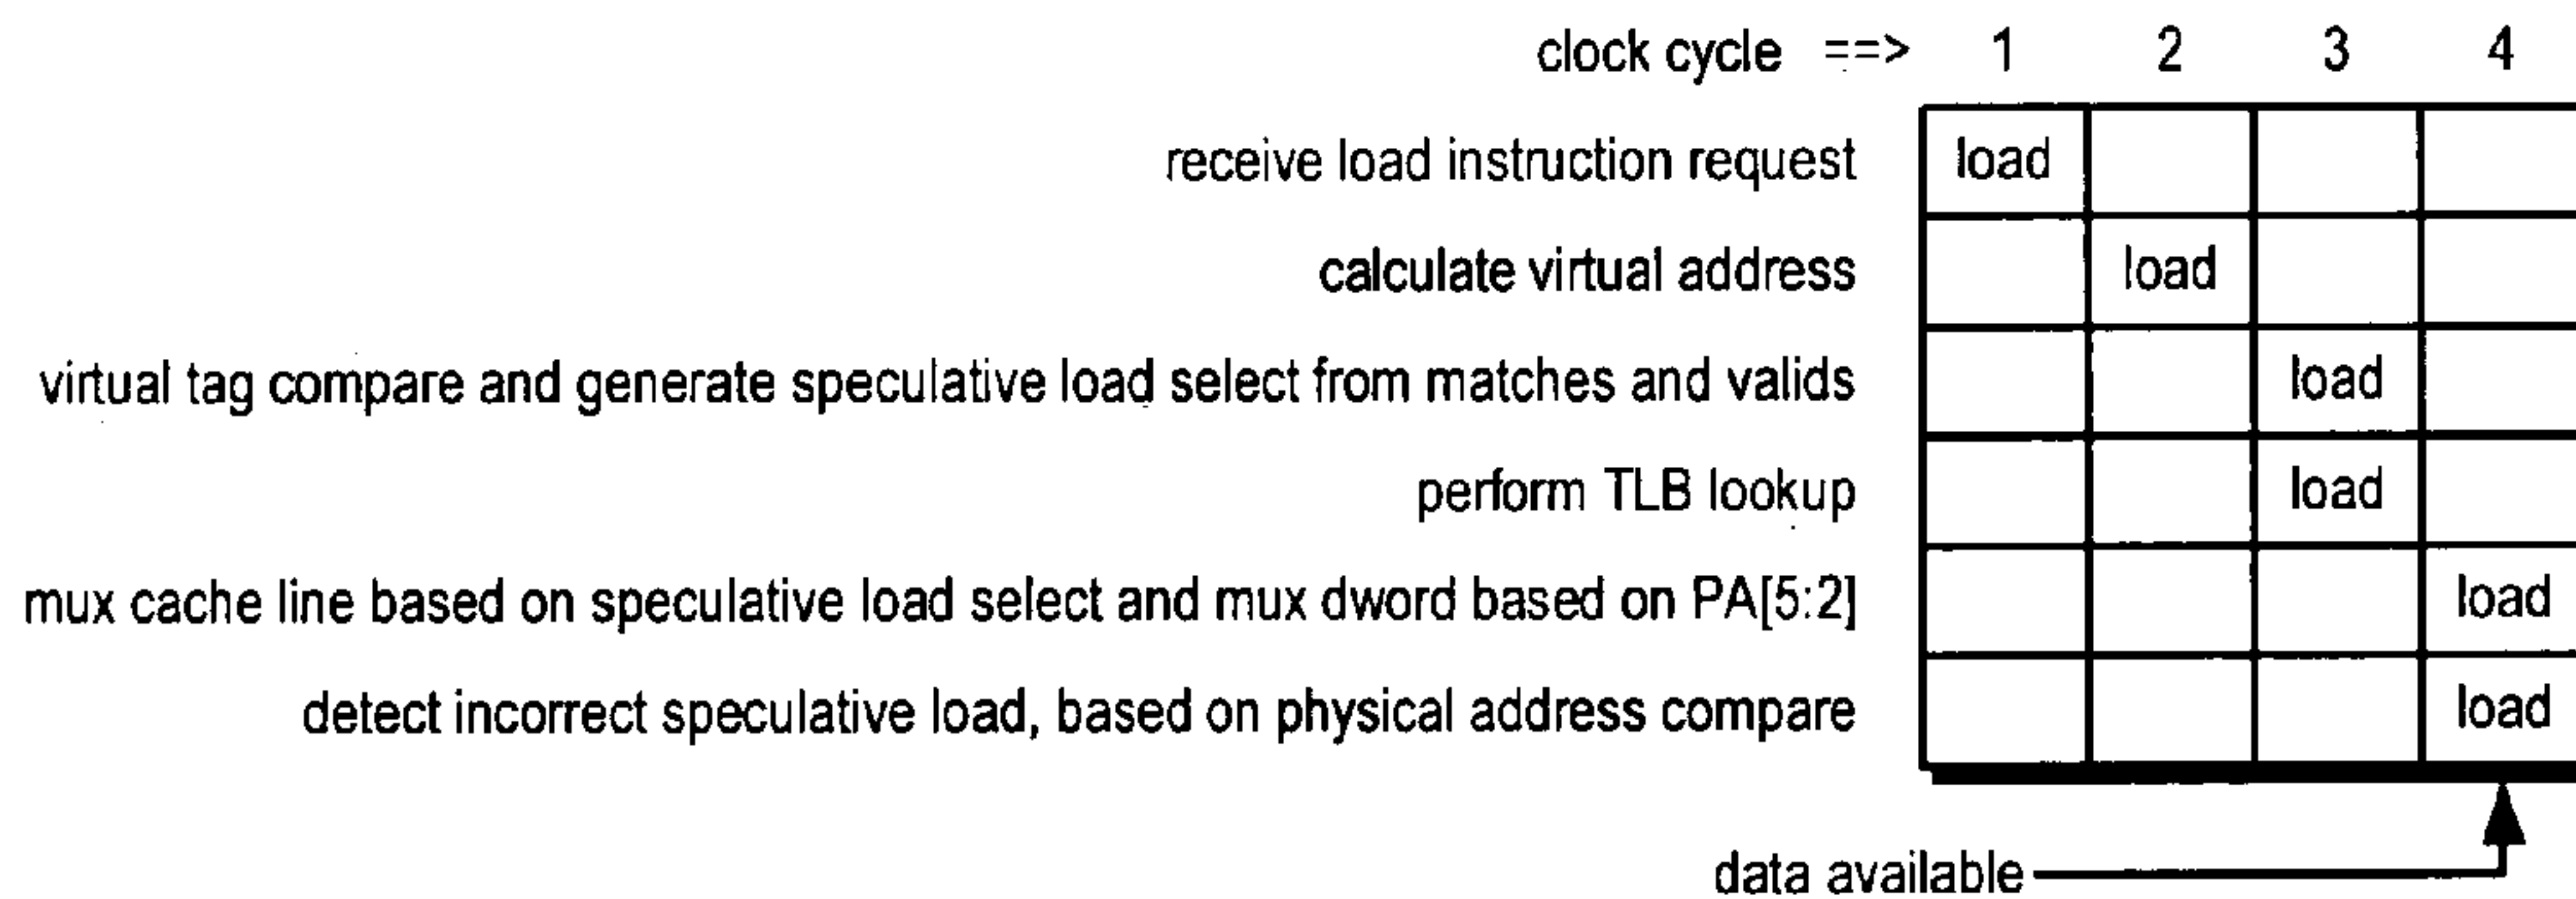 clock cycle ==> 1 2 3 4
receive load instruction request load
calculate virtual address load
virtual tag compare and generate speculative load select from matches and valids load
perform TLB lookup load
mux cache line based on speculative load select and mux dword based on PA[5:2] load
detect incorrect speculative load, based on physical address compare load
data available